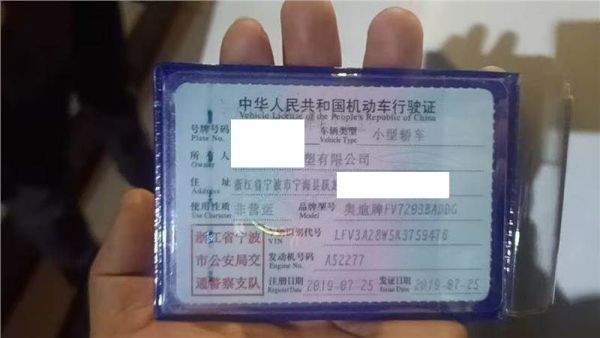 中华人民共和国机动车行驶证
Vehicle License of the People's Republic of China
号牌号码 车辆类型 小型轿车
Plate No. Vehicle Type
所有人 塑有限公司
Owner
住址 浙江省宁波市宁海县跃龙
Address
使用性质 非营运 品牌型号 奥迪牌FV7203BADDG
Use Character Model
浙江省宁波 车辆识别代号 LFV3A28W5K3759476
VIN
市公安局交 发动机号码 A52277
Engine No.
通警察支队 注册日期 2019-07-25 发证日期 2019-07-25
Register Date Issue Date